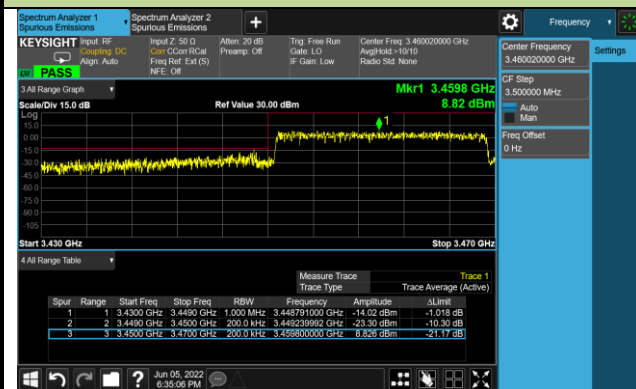 Spectrum Analyzer 1
Spurious Emissions
Spectrum Analyzer 2
Spurious Emissions
+
Frequency
KEYSIGHT
Input: RF
Coupling: DC
Align: Auto
Input Z: 50 Ω
Corr CCorr RCal
Freq Ref: Ext (S)
NFE: Off
Atten: 20 dB
Preamp: Off
Trig: Free Run
Gate: LO
IF Gain: Low
Center Freq: 3.460020000 GHz
Avg|Hold:>10/10
Radio Std: None
LXI
PASS
Center Frequency
3.460020000 GHz
Settings
CF Step
3.500000 MHz
Auto
Man
Freq Offset
0 Hz
3 All Range Graph
Mkr1 3.4598 GHz
Scale/Div 15.0 dB
Ref Value 30.00 dBm
8.82 dBm
Log
15.0
0.00
-15.0
-30.0
-45.0
-60.0
-75.0
-90.0
-105
1
Start 3.430 GHz
Stop 3.470 GHz
4 All Range Table
Measure Trace
Trace 1
Trace Type
Trace Average (Active)
Spur Range Start Freq Stop Freq RBW Frequency Amplitude ΔLimit
1 1 3.4300 GHz 3.4490 GHz 1.000 MHz 3.448791000 GHz -14.02 dBm -1.018 dB
2 2 3.4490 GHz 3.4500 GHz 200.0 kHz 3.449239992 GHz -23.30 dBm -10.30 dB
3 3 3.4500 GHz 3.4700 GHz 200.0 kHz 3.459800000 GHz 8.826 dBm -21.17 dB
?
Jun 05, 2022
6:35:06 PM